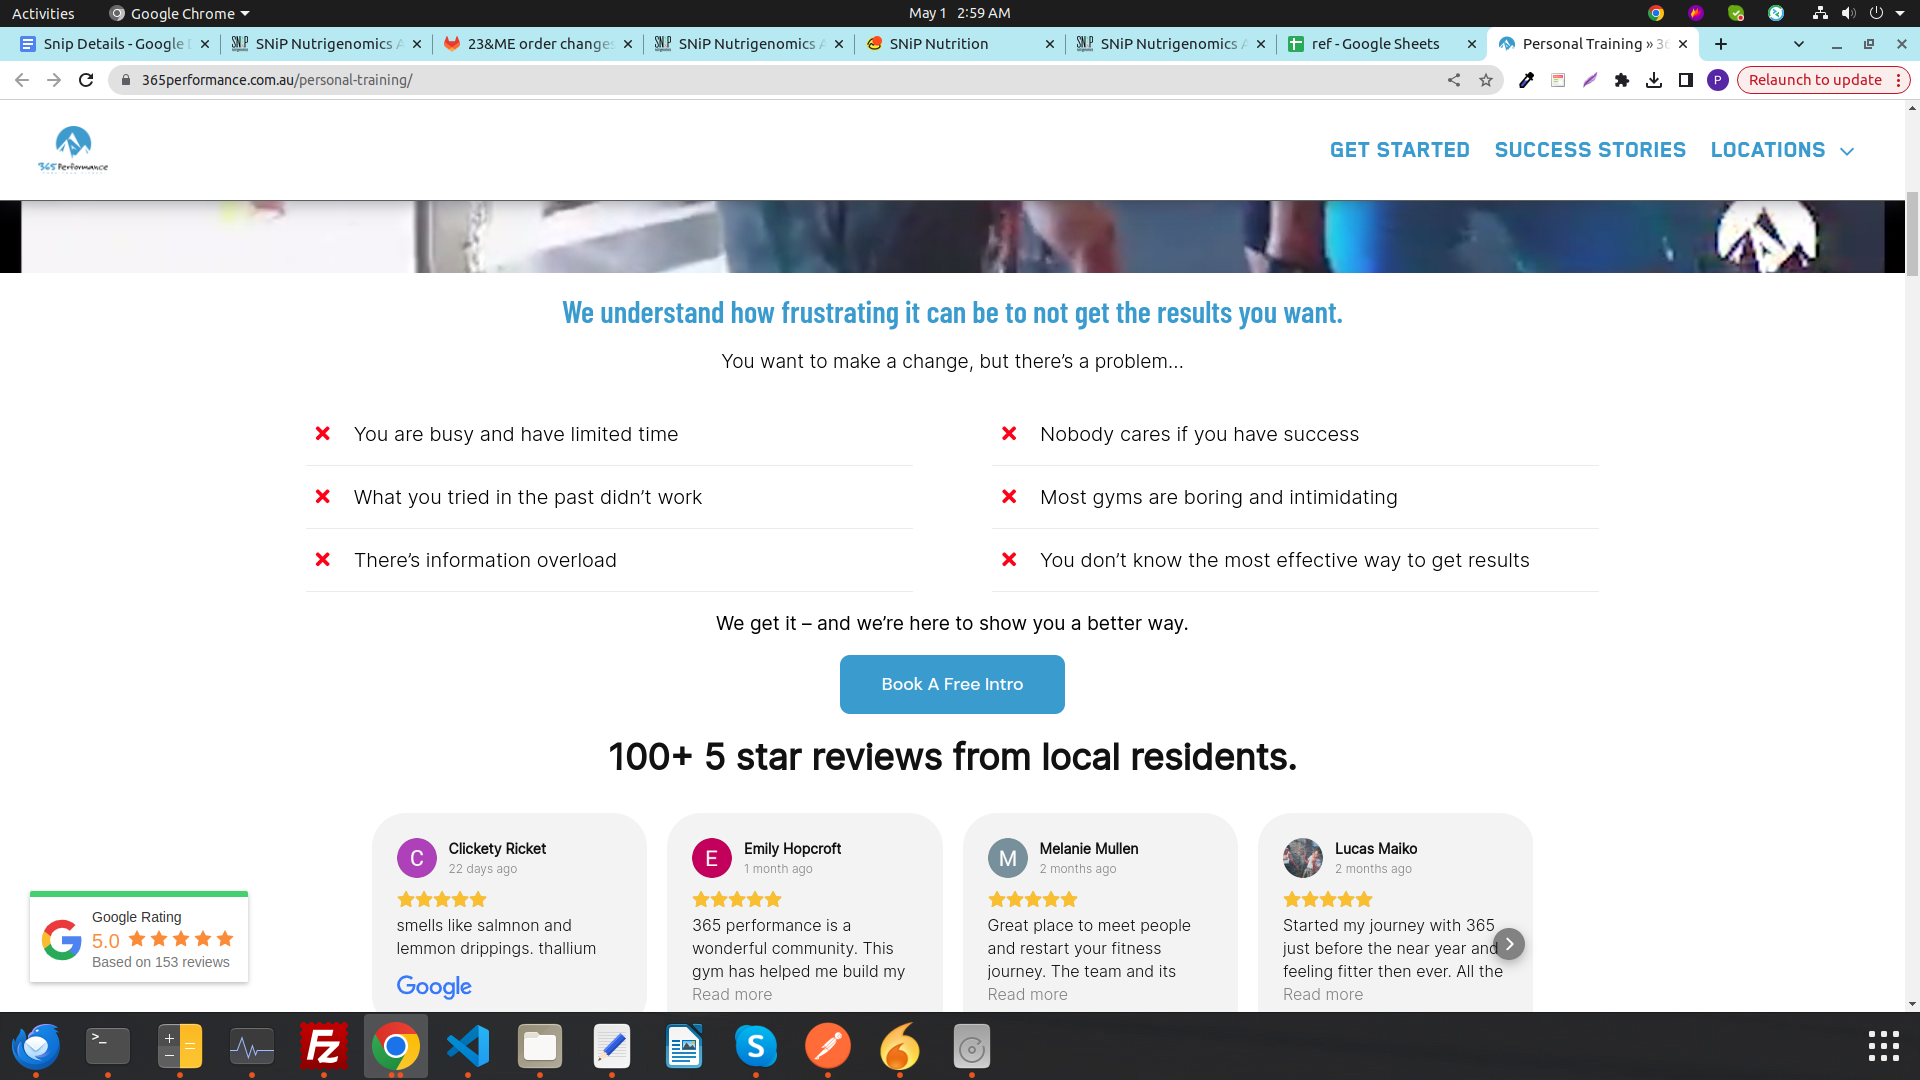 Activities
Google Chrome
May 1 2:59 AM
Snip Details - Google
SNiP Nutrigenomics
23&ME order changes
SNiP Nutrigenomics
SNiP Nutrition
SNiP Nutrigenomics
ref - Google Sheets
Personal Training » 36
365performance.com.au/personal-training/
P
Relaunch to update
365 Performance
GET STARTED
SUCCESS STORIES
LOCATIONS
We understand how frustrating it can be to not get the results you want.
You want to make a change, but there’s a problem…
You are busy and have limited time
Nobody cares if you have success
What you tried in the past didn’t work
Most gyms are boring and intimidating
There’s information overload
You don’t know the most effective way to get results
We get it – and we’re here to show you a better way.
Book A Free Intro
100+ 5 star reviews from local residents.
C
Clickety Ricket
22 days ago
smells like salmnon and
lemmon drippings. thallium
Google
E
Emily Hopcroft
1 month ago
365 performance is a
wonderful community. This
gym has helped me build my
Read more
M
Melanie Mullen
2 months ago
Great place to meet people
and restart your fitness
journey. The team and its
Read more
Lucas Maiko
2 months ago
Started my journey with 365
just before the near year and
feeling fitter then ever. All the
Read more
Google Rating
5.0
Based on 153 reviews